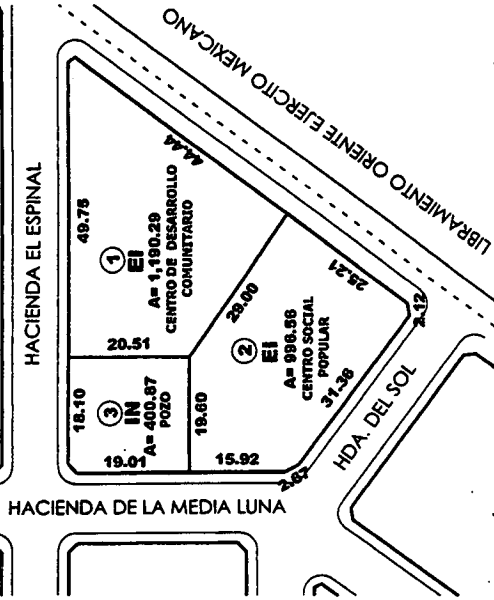 LIBRAMIENTO ORIENTE EJERCITO MEXICANO
HACIENDA EL ESPINAL
44.44
49.75
1
EI
A= 1,190.29
CENTRO DE DESARROLLO
COMUNITARIO
20.51
29.00
25.21
2.12
2
EI
A= 996.56
CENTRO SOCIAL
POPULAR
31.36
HDA. DEL SOL
18.10
3
IN
A= 400.87
POZO
19.60
19.01
15.92
2.67
HACIENDA DE LA MEDIA LUNA